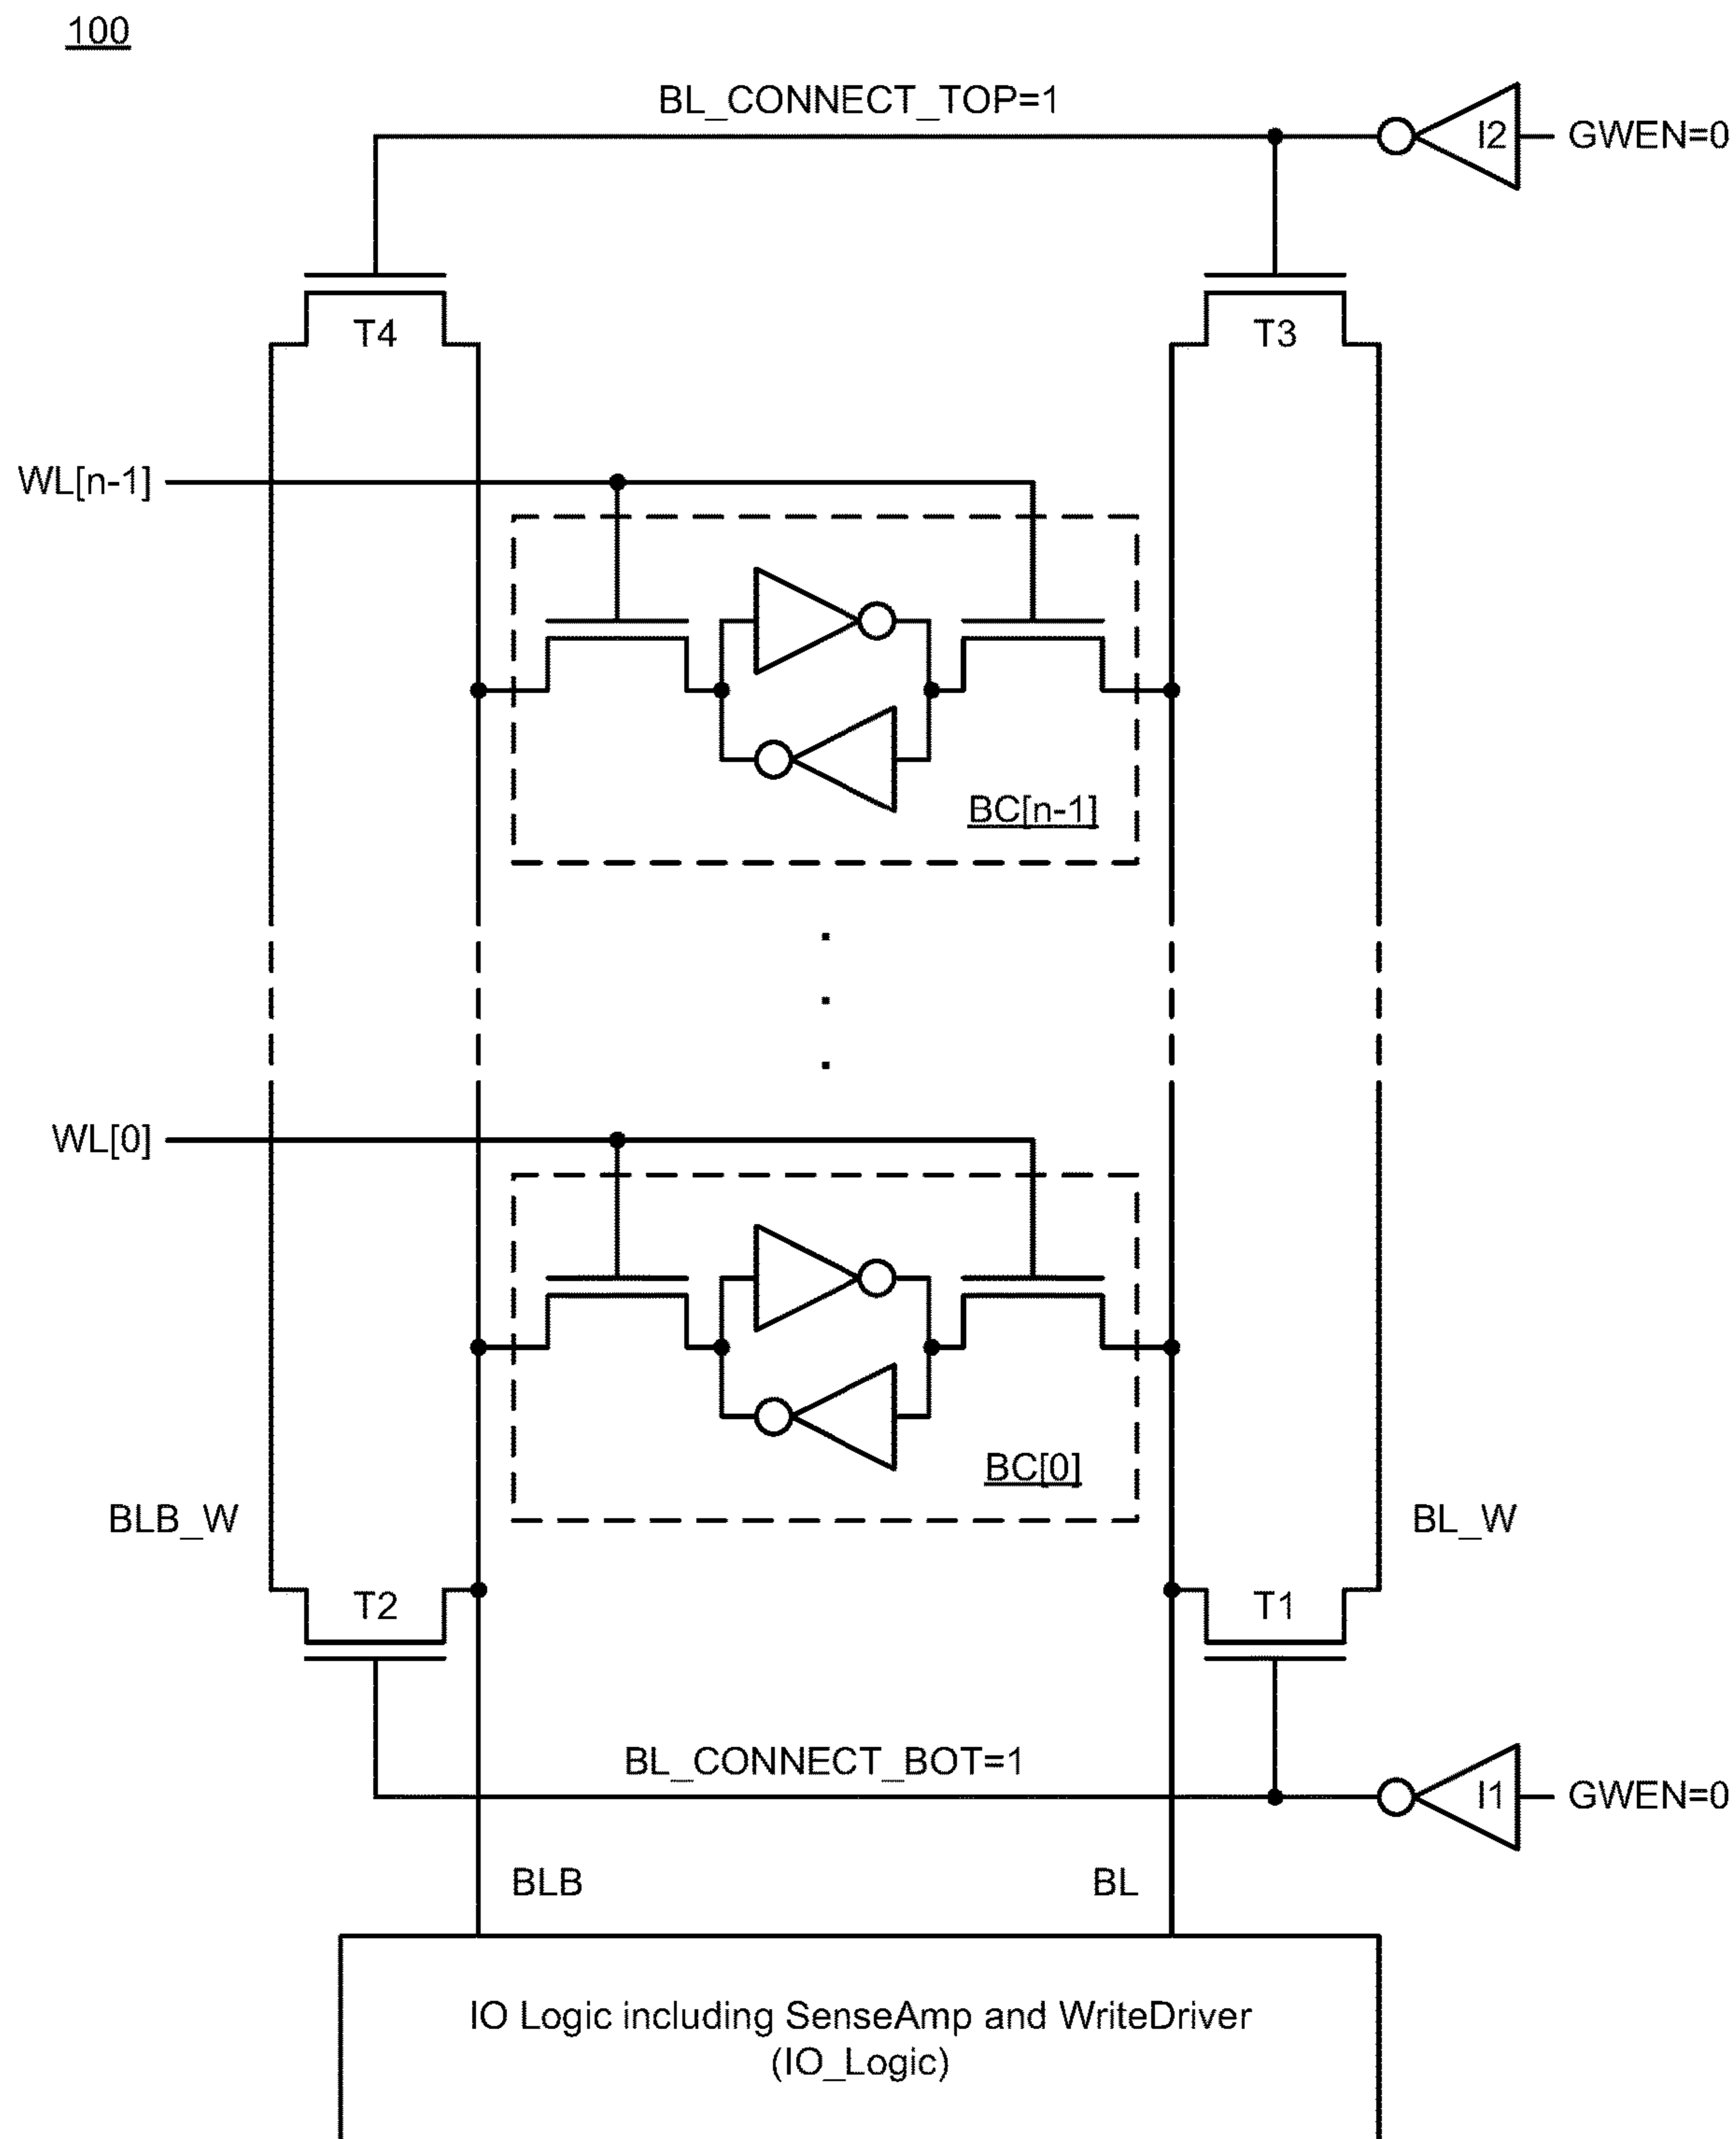 100
BL_CONNECT_TOP=1
I2
GWEN=0
T4
T3
WL[n-1]
BC[n-1]
WL[0]
BC[0]
BLB_W
BL_W
T2
T1
BL_CONNECT_BOT=1
I1
GWEN=0
BLB
BL
IO Logic including SenseAmp and WriteDriver
(IO_Logic)